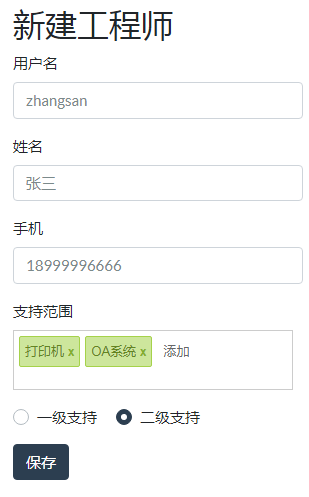 新建工程师
用户名
zhangsan
姓名
张三
手机
18999996666
支持范围
打印机 x OA系统 x 添加
一级支持 二级支持
保存